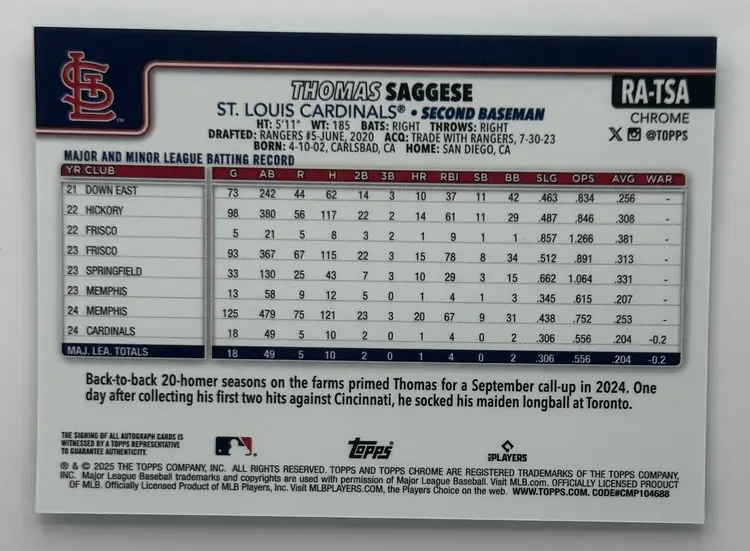 THOMAS SAGGESE
RA-TSA
ST. LOUIS CARDINALS® • SECOND BASEMAN
CHROME
HT: 5'11" WT: 185 BATS: RIGHT THROWS: RIGHT
X @TOPPS
DRAFTED: RANGERS #5-JUNE, 2020 ACQ: TRADE WITH RANGERS, 7-30-23
BORN: 4-10-02, CARLSBAD, CA HOME: SAN DIEGO, CA
MAJOR AND MINOR LEAGUE BATTING RECORD
YR CLUB G AB R H 2B 3B HR RBI SB BB SLG OPS AVG WAR
21 DOWN EAST 73 242 44 62 14 3 10 37 11 42 .463 .834 .256 -
22 HICKORY 98 380 56 117 22 2 14 61 11 29 .487 .846 .308 -
22 FRISCO 5 21 5 8 3 2 1 9 1 1 .857 1.266 .381 -
23 FRISCO 93 367 67 115 22 3 15 78 8 34 .512 .891 .313 -
23 SPRINGFIELD 33 130 25 43 7 3 10 29 3 15 .662 1.064 .331 -
23 MEMPHIS 13 58 9 12 5 0 1 4 1 3 .345 .615 .207 -
24 MEMPHIS 125 479 75 121 23 3 20 67 9 31 .438 .752 .253 -
24 CARDINALS 18 49 5 10 2 0 1 4 0 2 .306 .556 .204 -0.2
MAJ. LEA. TOTALS 18 49 5 10 2 0 1 4 0 2 .306 .556 .204 -0.2
Back-to-back 20-homer seasons on the farms primed Thomas for a September call-up in 2024. One
day after collecting his first two hits against Cincinnati, he socked his maiden longball at Toronto.
THE SIGNING OF ALL AUTOGRAPH CARDS IS
WITNESSED BY A TOPPS REPRESENTATIVE
TO GUARANTEE AUTHENTICITY.
Topps
MLB PLAYERS
® & © 2025 THE TOPPS COMPANY, INC. ALL RIGHTS RESERVED. TOPPS AND TOPPS CHROME ARE REGISTERED TRADEMARKS OF THE TOPPS COMPANY,
INC. Major League Baseball trademarks and copyrights are used with permission of Major League Baseball. Visit MLB.com. OFFICIALLY LICENSED PRODUCT
OF MLB. Officially Licensed Product of MLB Players, Inc. Visit MLBPLAYERS.COM, the Players Choice on the web. WWW.TOPPS.COM. CODE#CMP104688